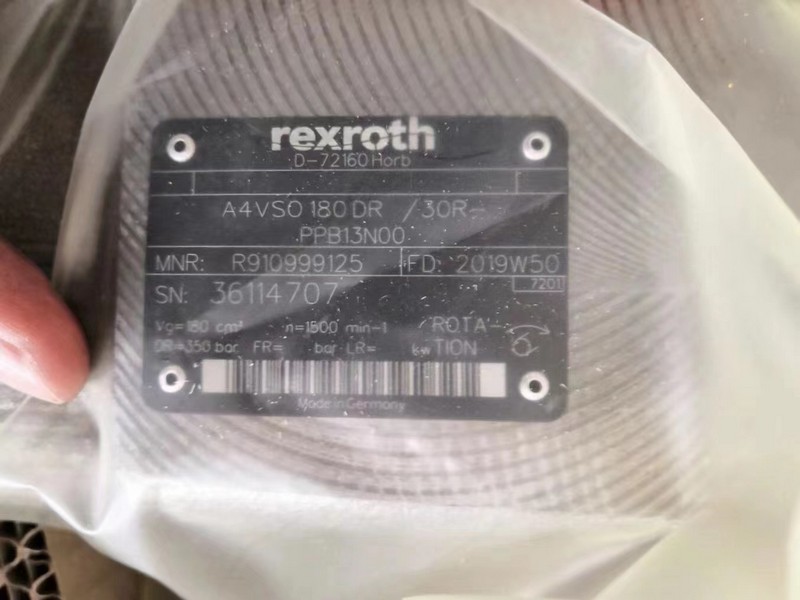 rexroth
D-72160 Horb
A4VSO 180 DR /30R-
PPB13N00
MNR: R910999125 FD: 2019W50
7201
SN: 36114707
Vg=180 cm³ n=1500 min-1 ROTA-
DR=350 bar FR= bar LR= kw TION
Made in Germany